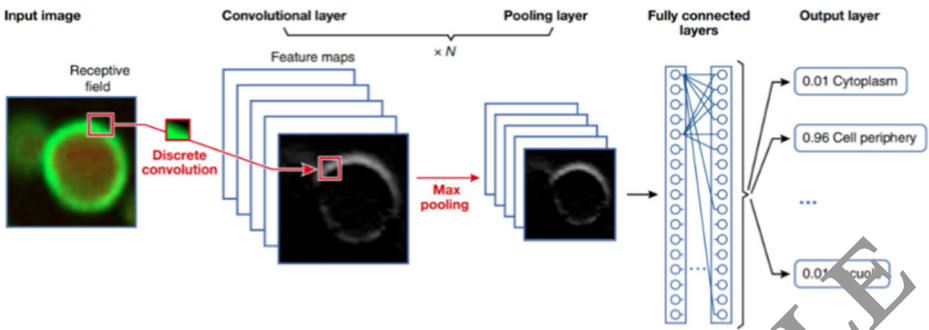 Input image
Convolutional layer
Pooling layer
Fully connected
layers
Output layer
× N
Feature maps
Receptive
field
Discrete
convolution
Max
pooling
0.01 Cytoplasm
0.96 Cell periphery
...
...